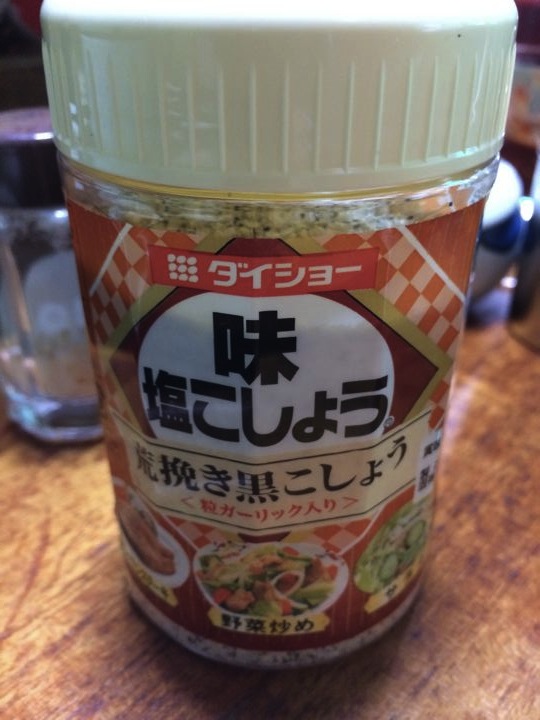 ダイショー
味
塩こしょう
荒挽き黒こしょう
<粒ガーリック入り>
野菜炒め